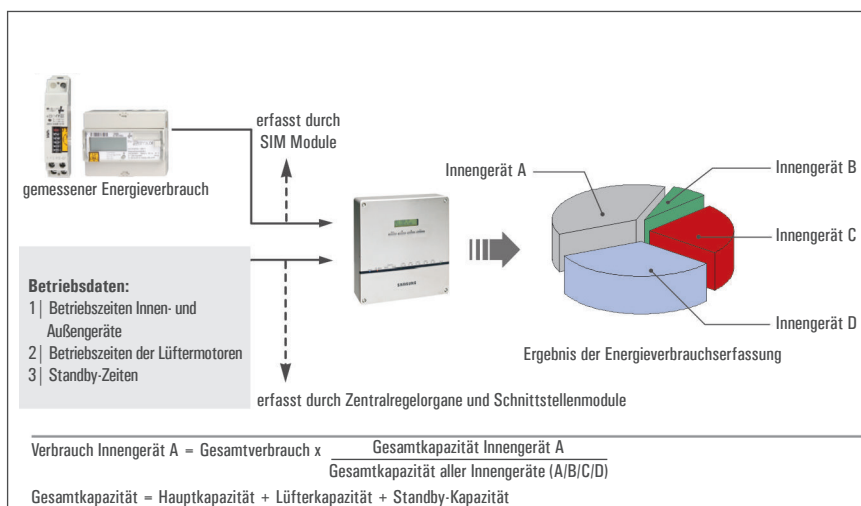 erfasst durch
SIM Module
gemessener Energieverbrauch
Innengerät A
Innengerät B
Innengerät C
Innengerät D
SAMSUNG
Betriebsdaten:
1| Betriebszeiten Innen- und
Außengeräte
2| Betriebszeiten der Lüftermotoren
3| Standby-Zeiten
Ergebnis der Energieverbrauchserfassung
erfasst durch Zentralregelorgane und Schnittstellenmodule
Verbrauch Innengerät A = Gesamtverbrauch x
Gesamtkapazität Innengerät A
Gesamtkapazität aller Innengeräte (A/B/C/D)
Gesamtkapazität = Hauptkapazität + Lüfterkapazität + Standby-Kapazität